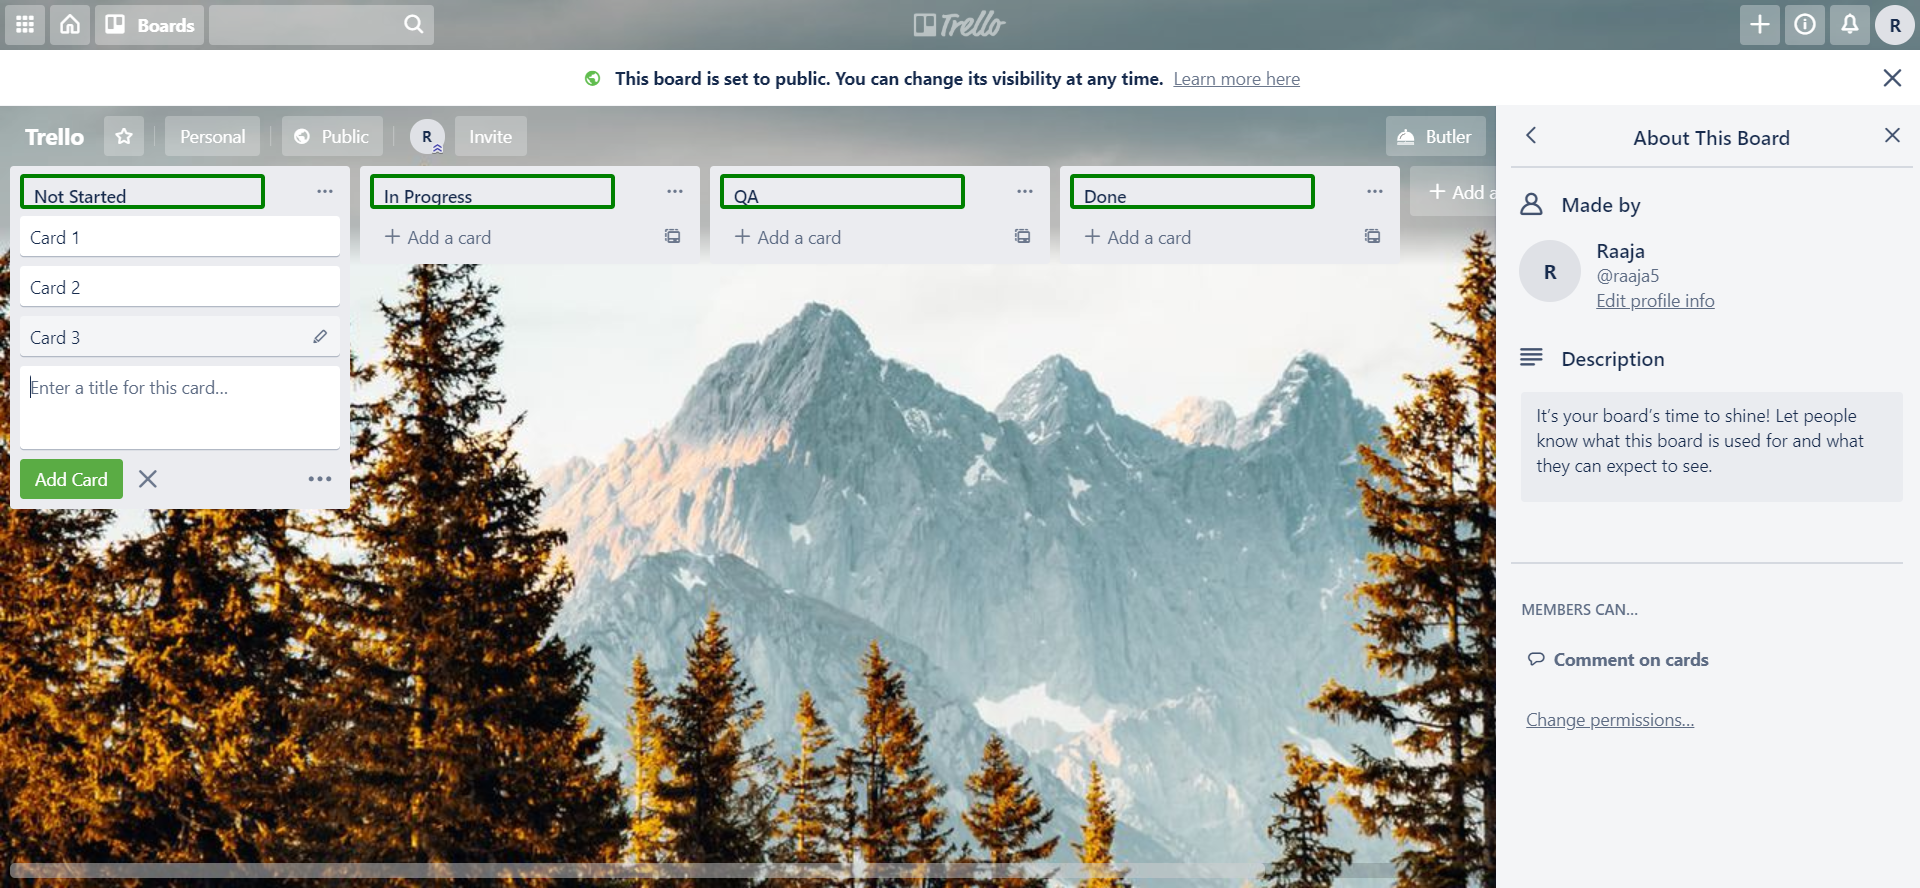 Boards
Trello
R
This board is set to public. You can change its visibility at any time. Learn more here
Trello
Personal
Public
R
Invite
Butler
Not Started
Card 1
Card 2
Card 3
Enter a title for this card...
Add Card
In Progress
+ Add a card
QA
+ Add a card
Done
+ Add a card
+ Add a
About This Board
Made by
R
Raaja
@raaja5
Edit profile info
Description
It's your board's time to shine! Let people
know what this board is used for and what
they can expect to see.
MEMBERS CAN...
Comment on cards
Change permissions...